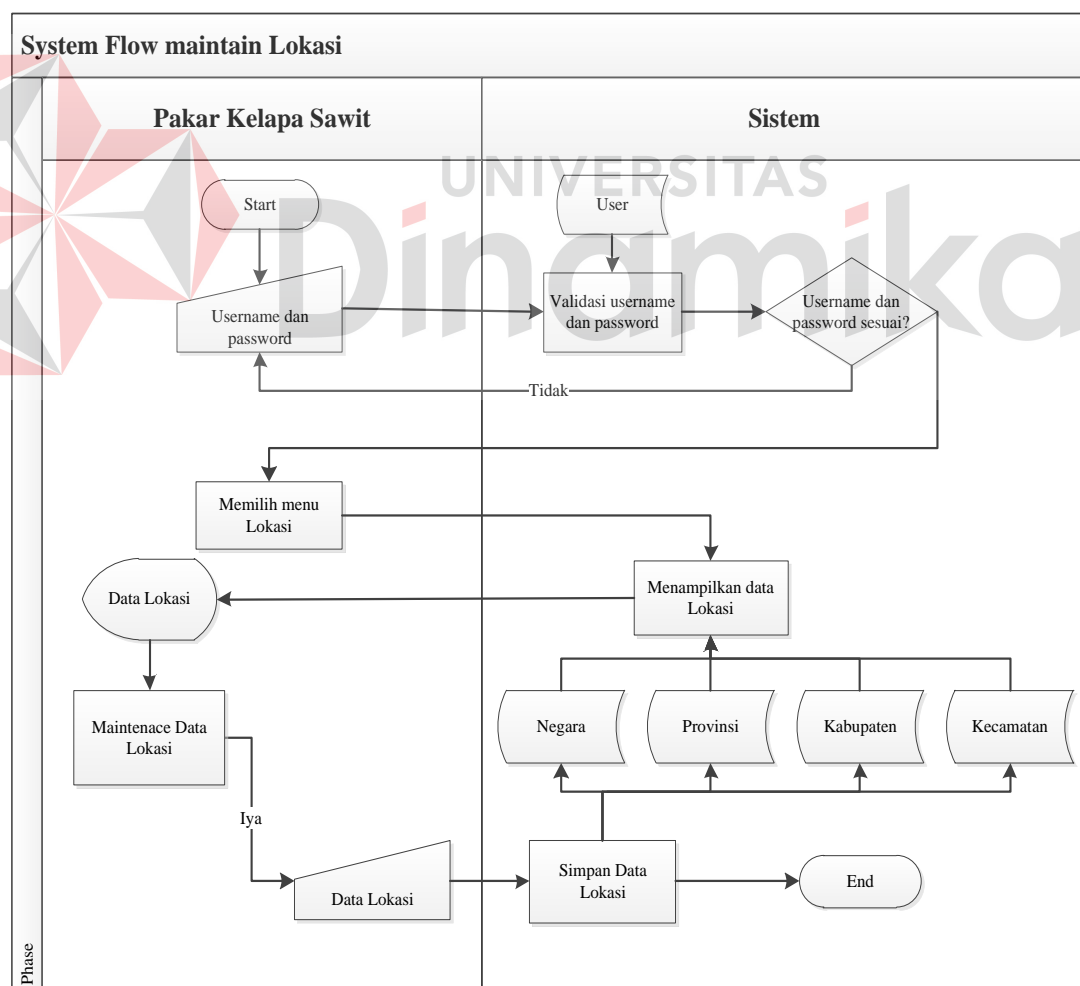 System Flow maintain Lokasi
Pakar Kelapa Sawit
Sistem
UNIVERSITAS
Dinamika
Start
User
Username dan
password
Validasi username
dan password
Username dan
password sesuai?
Tidak
Memilih menu
Lokasi
Menampilkan data
Lokasi
Data Lokasi
Maintenace Data
Lokasi
Negara
Provinsi
Kabupaten
Kecamatan
Iya
Data Lokasi
Simpan Data
Lokasi
End
Phase